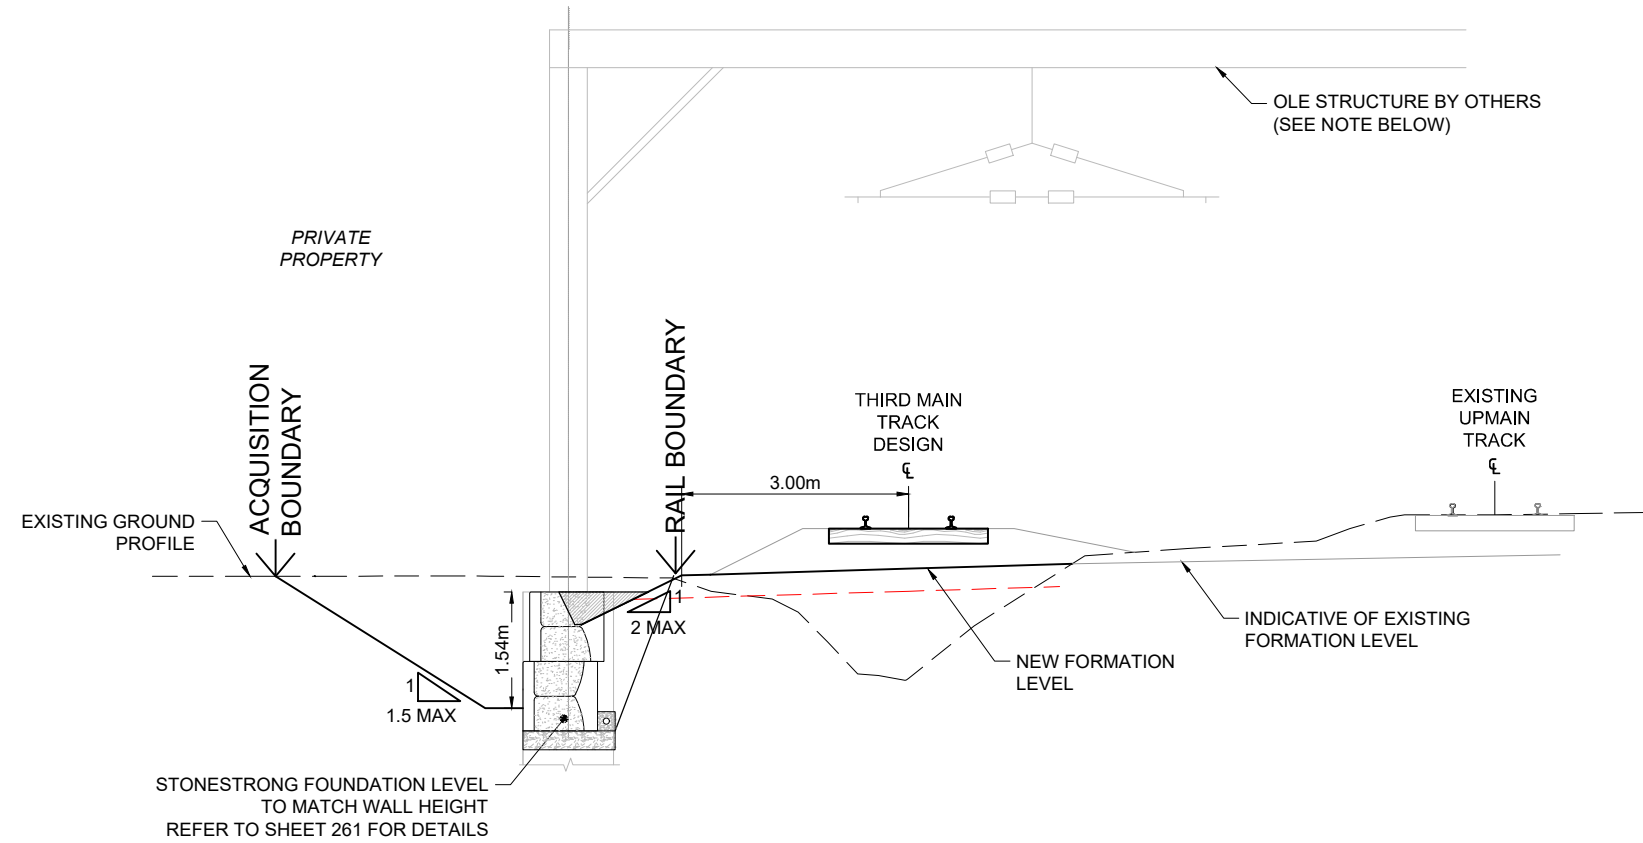 OLE STRUCTURE BY OTHERS
(SEE NOTE BELOW)
PRIVATE
PROPERTY
ACQUISITION
BOUNDARY
RAIL BOUNDARY
THIRD MAIN
TRACK
DESIGN
℄
EXISTING
UPMAIN
TRACK
℄
3.00m
EXISTING GROUND
PROFILE
1.54m
1
2 MAX
1
1.5 MAX
INDICATIVE OF EXISTING
FORMATION LEVEL
NEW FORMATION
LEVEL
STONESTRONG FOUNDATION LEVEL
TO MATCH WALL HEIGHT
REFER TO SHEET 261 FOR DETAILS